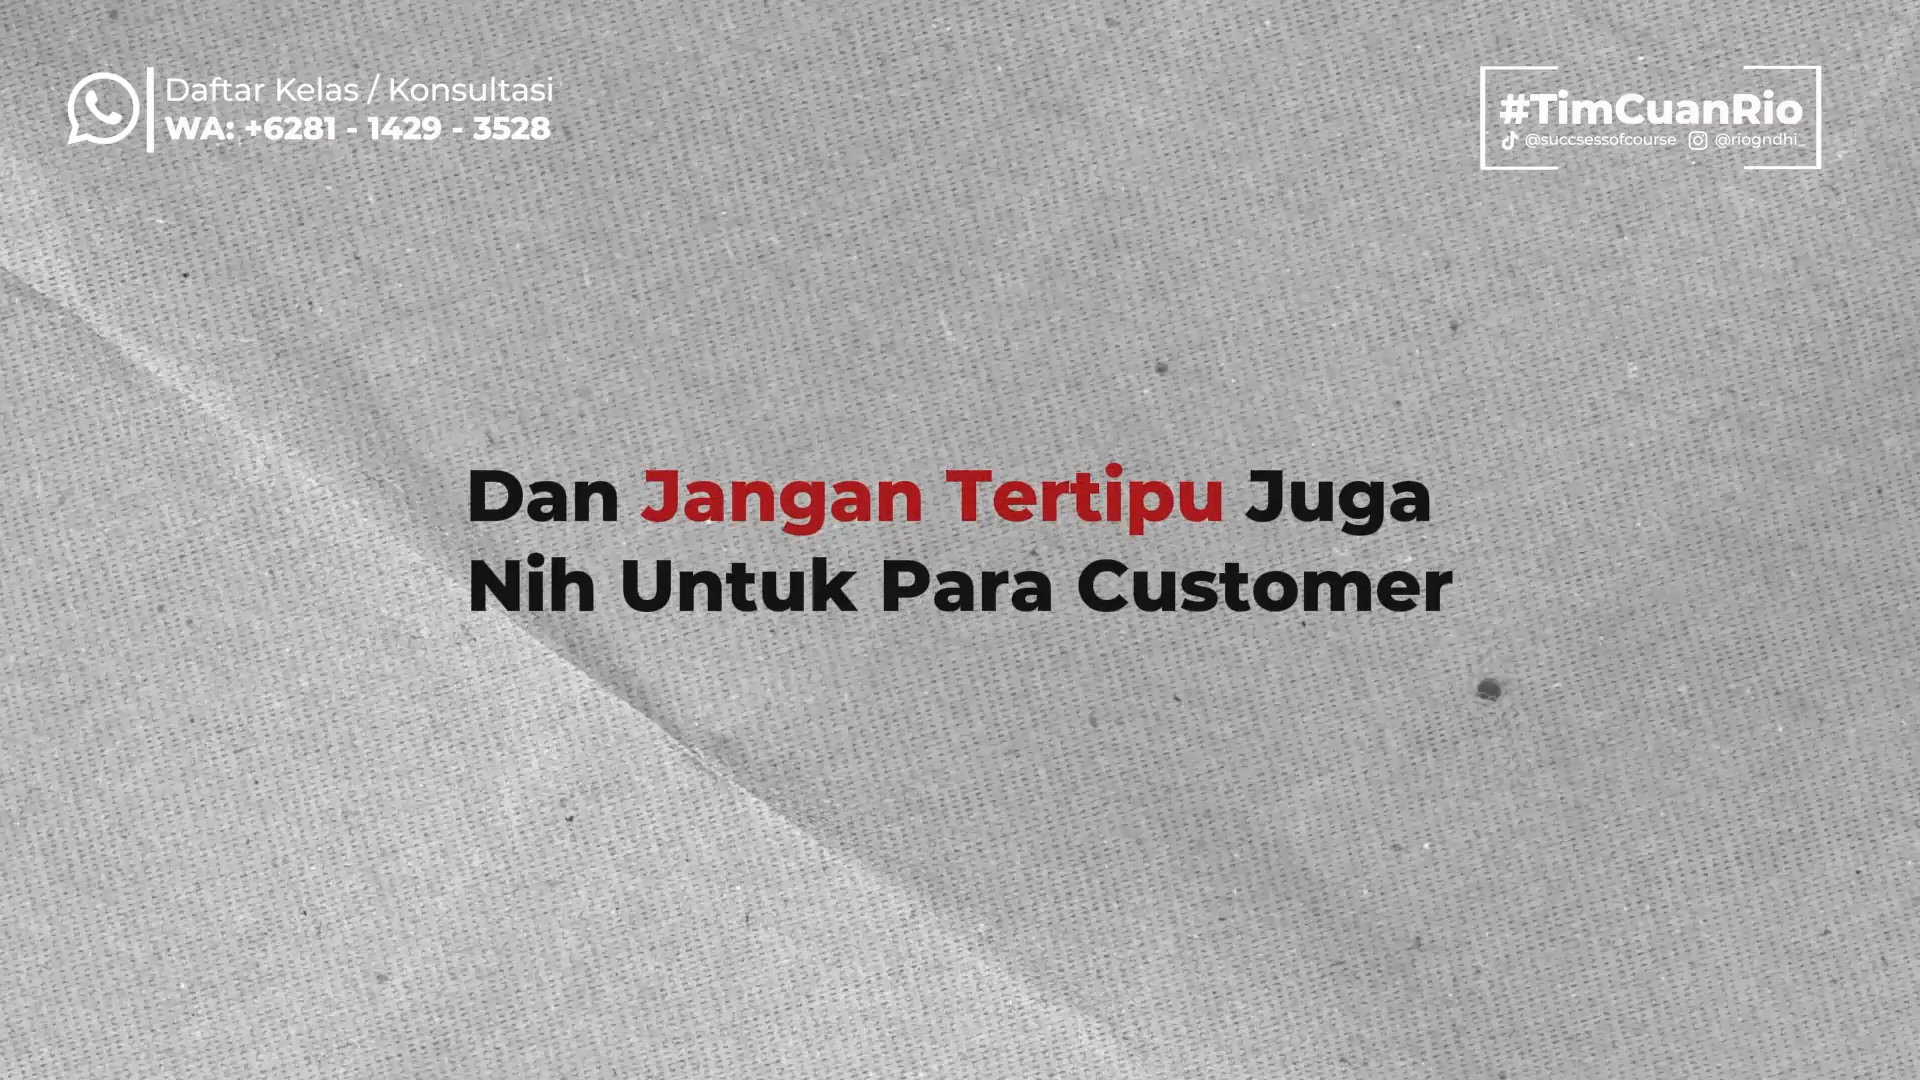 Daftar Kelas / Konsultasi
WA: +6281 - 1429 - 3528
#TimCuanRio
@succsessofcourse @riogndhi_
Dan Jangan Tertipu Juga
Nih Untuk Para Customer